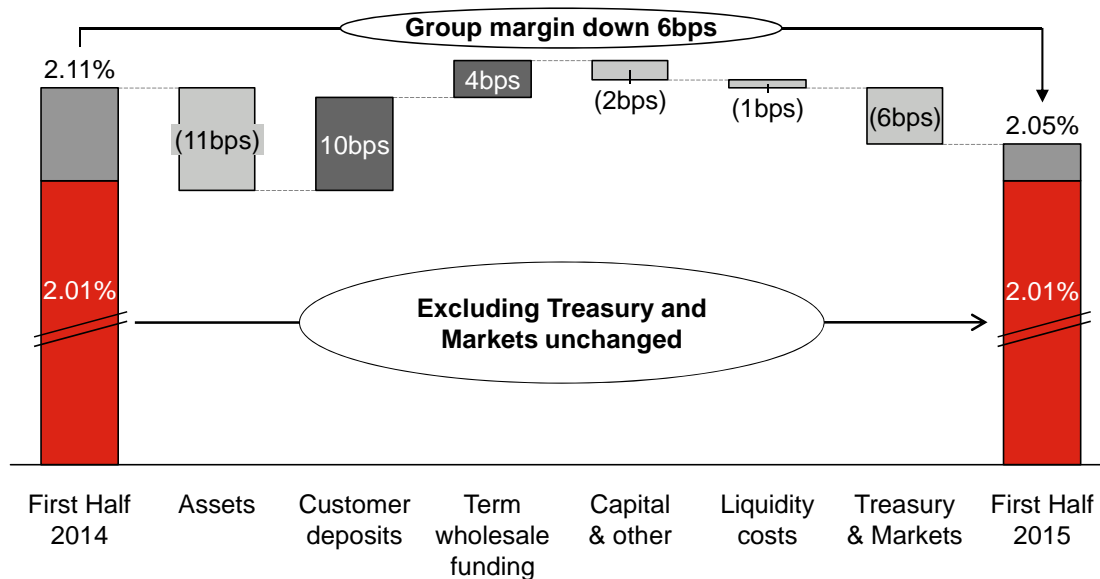 Group margin down 6bps
2.11%
(11bps)
10bps
4bps
(2bps)
(1bps)
(6bps)
2.05%
2.01%
Excluding Treasury and
Markets unchanged
2.01%
First Half
2014
Assets
Customer
deposits
Term
wholesale
funding
Capital
& other
Liquidity
costs
Treasury
& Markets
First Half
2015